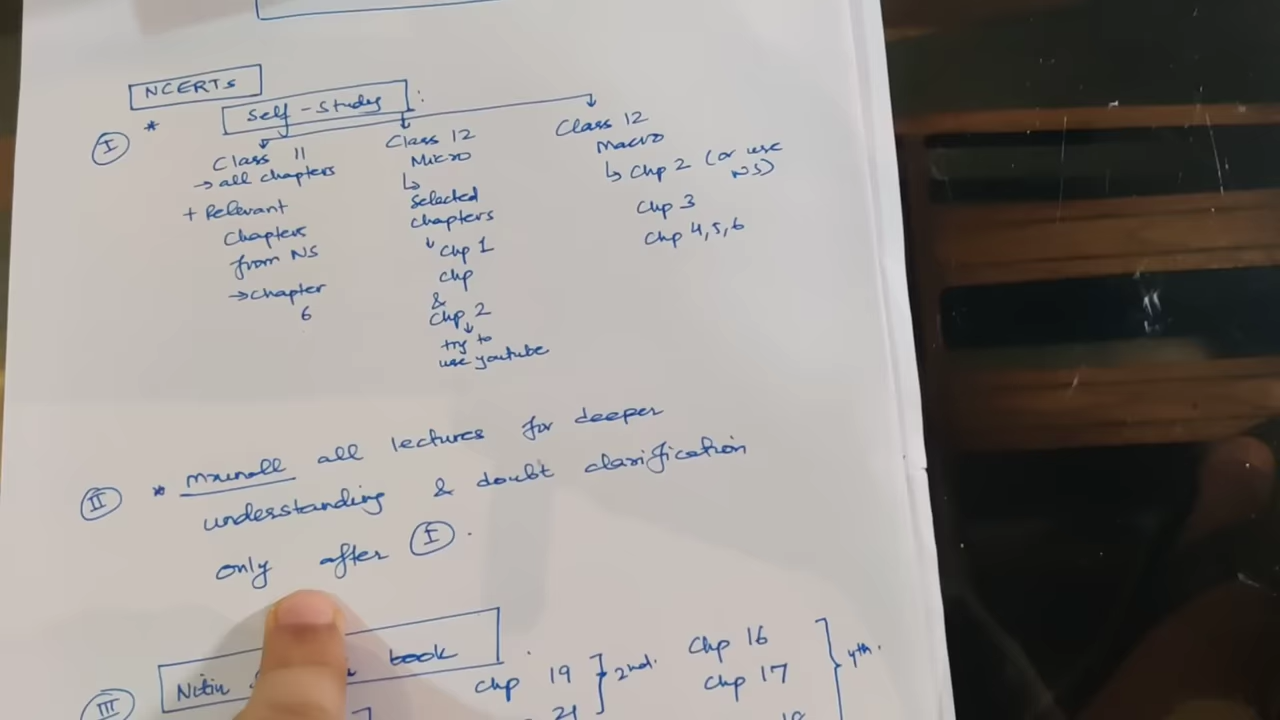 NCERTs
I * Self-Study :
Class 11
→ all chapters
+ Relevant
Chapters
from NS
→ Chapter
6
Class 12
Micro
↳
Selected
chapters
↓ Chp 1
Chp
&
Chp 2
↓
try to
use youtube
Class 12
Macro
↳ Chp 2 (or use
NS)
Chp 3
Chp 4,5,6
II * Mrunall all lectures for deeper
understanding & doubt clarification
only after I.
III Nitin book
Chp 19
21
2nd.
Chp 16
Chp 17
4th.